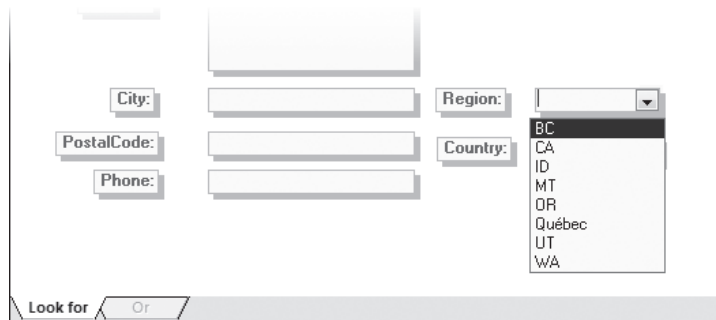 City:
Region:
BC
PostalCode:
Country:
CA
ID
Phone:
MT
OR
Québec
UT
WA
Look for
Or